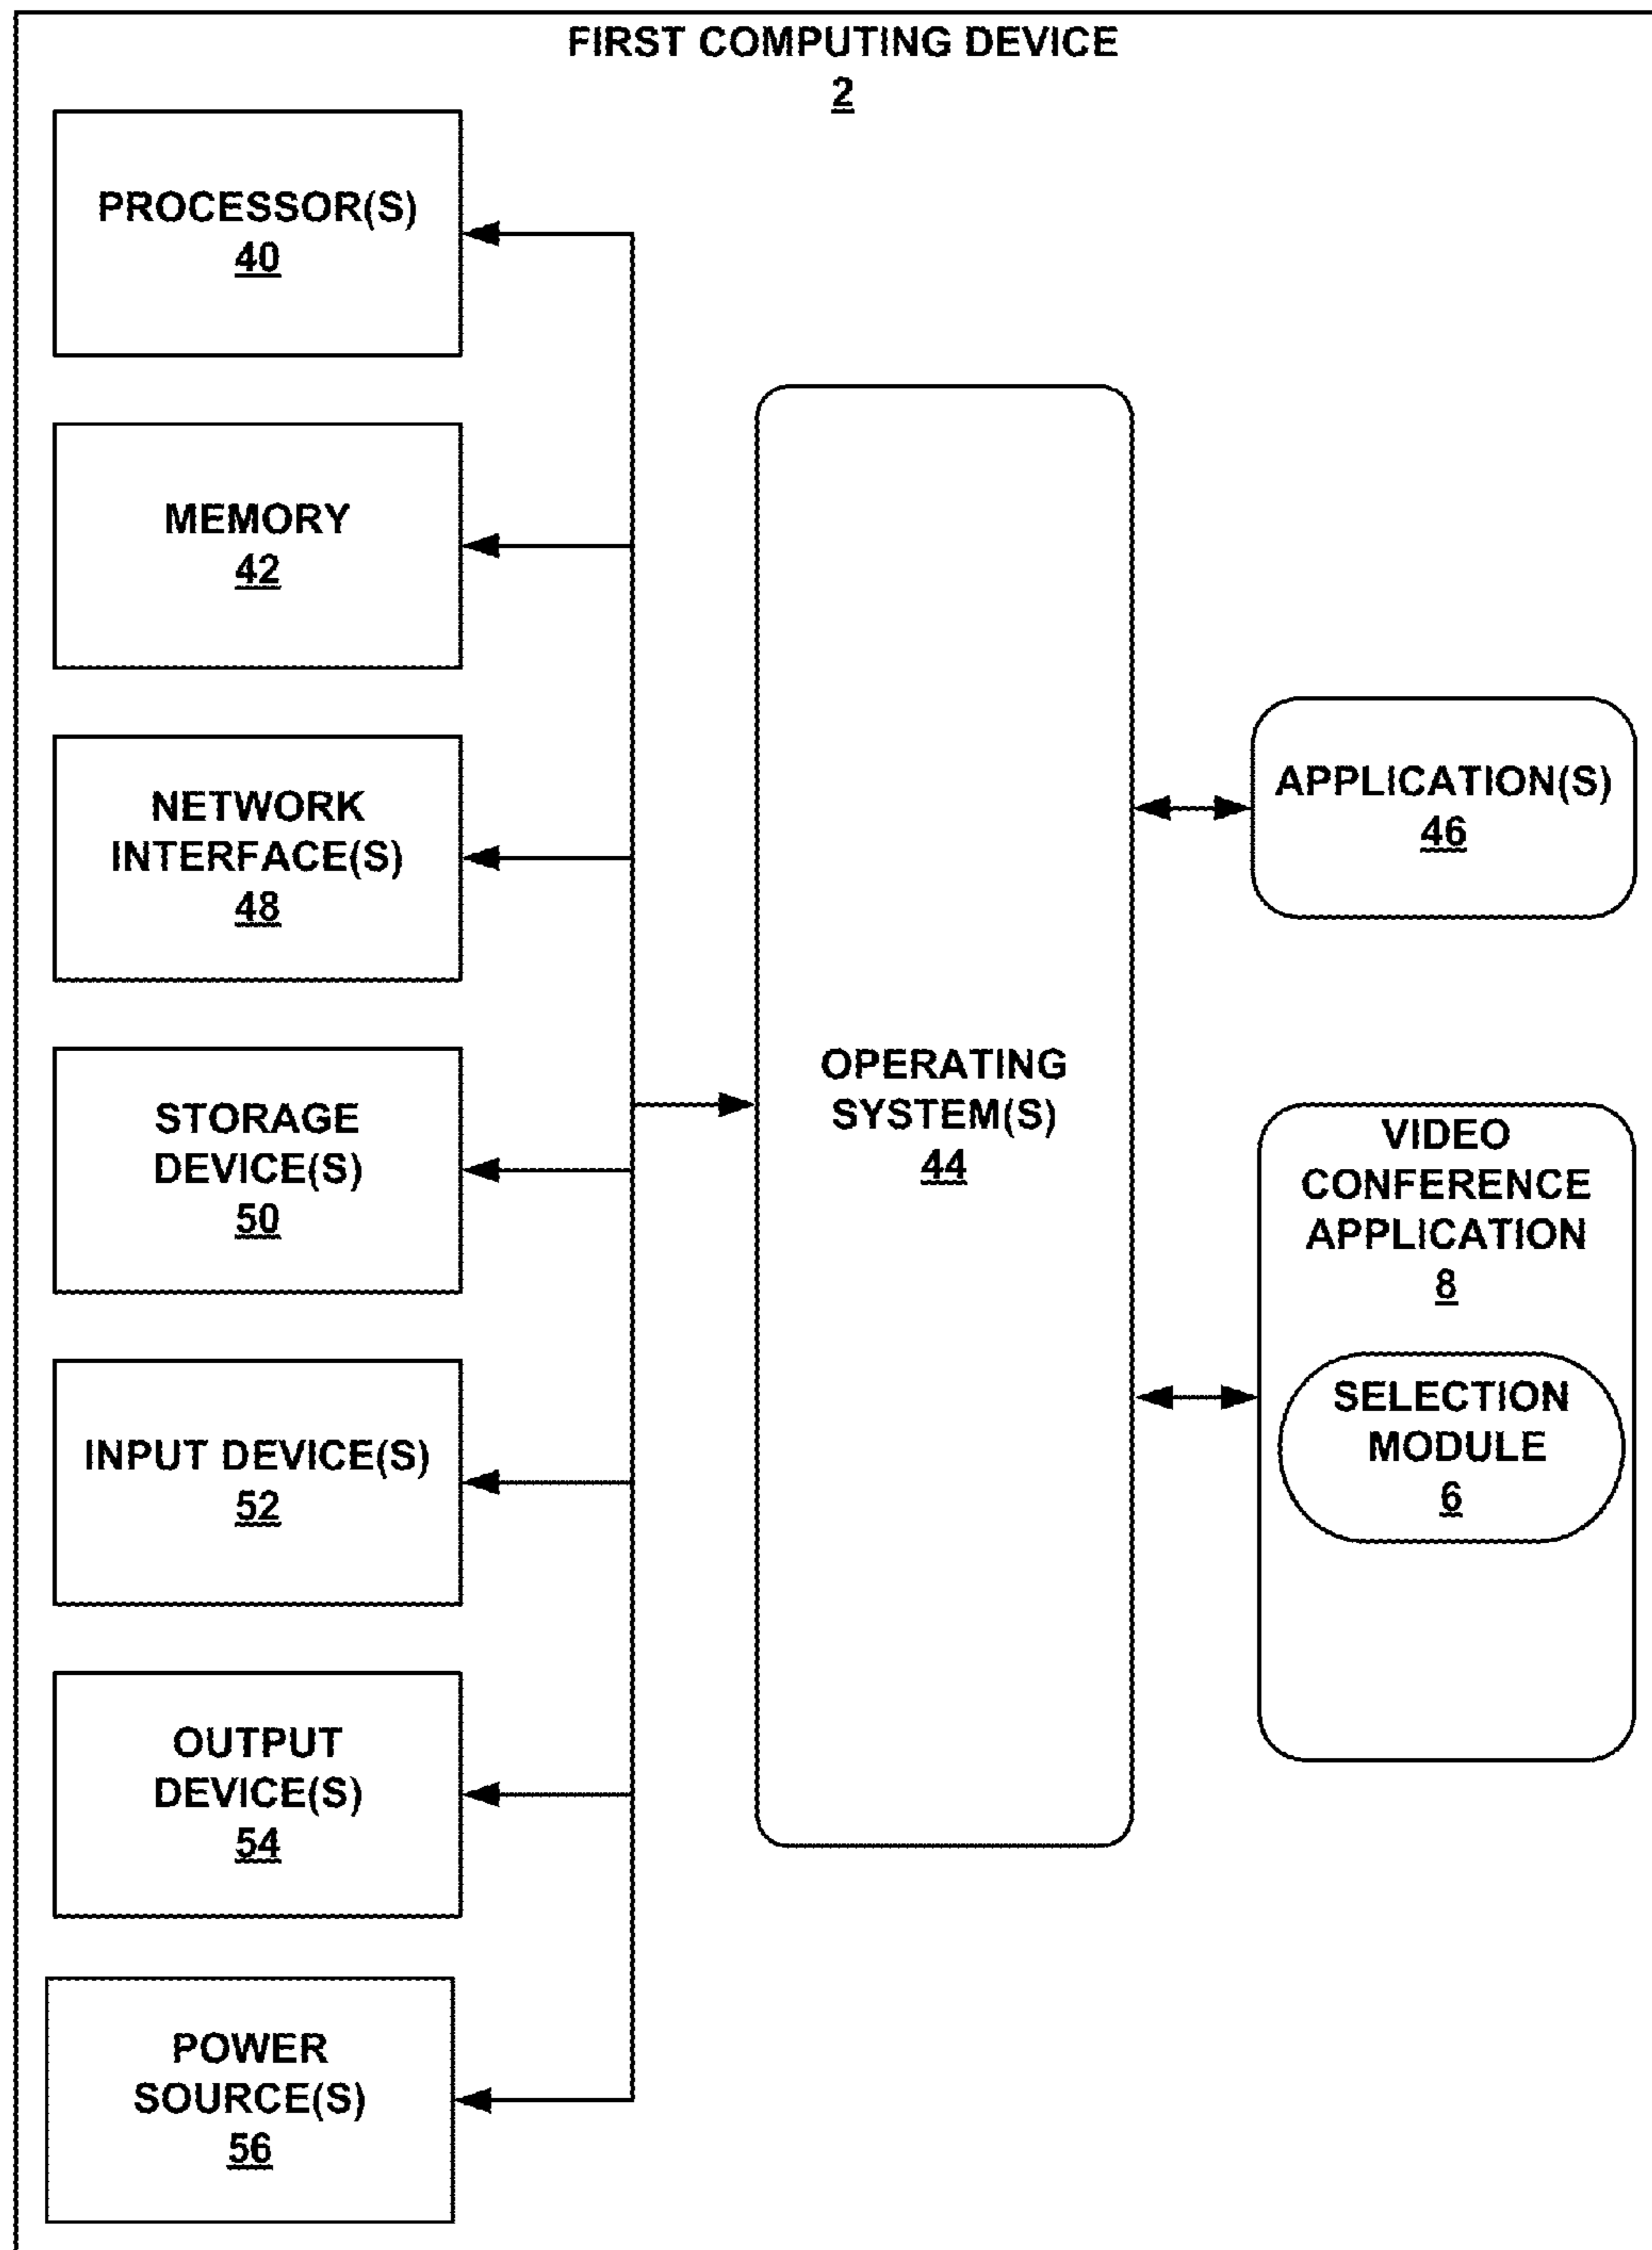 FIRST COMPUTING DEVICE
2
PROCESSOR(S)
40
MEMORY
42
NETWORK
INTERFACE(S)
48
STORAGE
DEVICE(S)
50
INPUT DEVICE(S)
52
OUTPUT
DEVICE(S)
54
POWER
SOURCE(S)
56
OPERATING
SYSTEM(S)
44
APPLICATION(S)
46
VIDEO
CONFERENCE
APPLICATION
8
SELECTION
MODULE
6